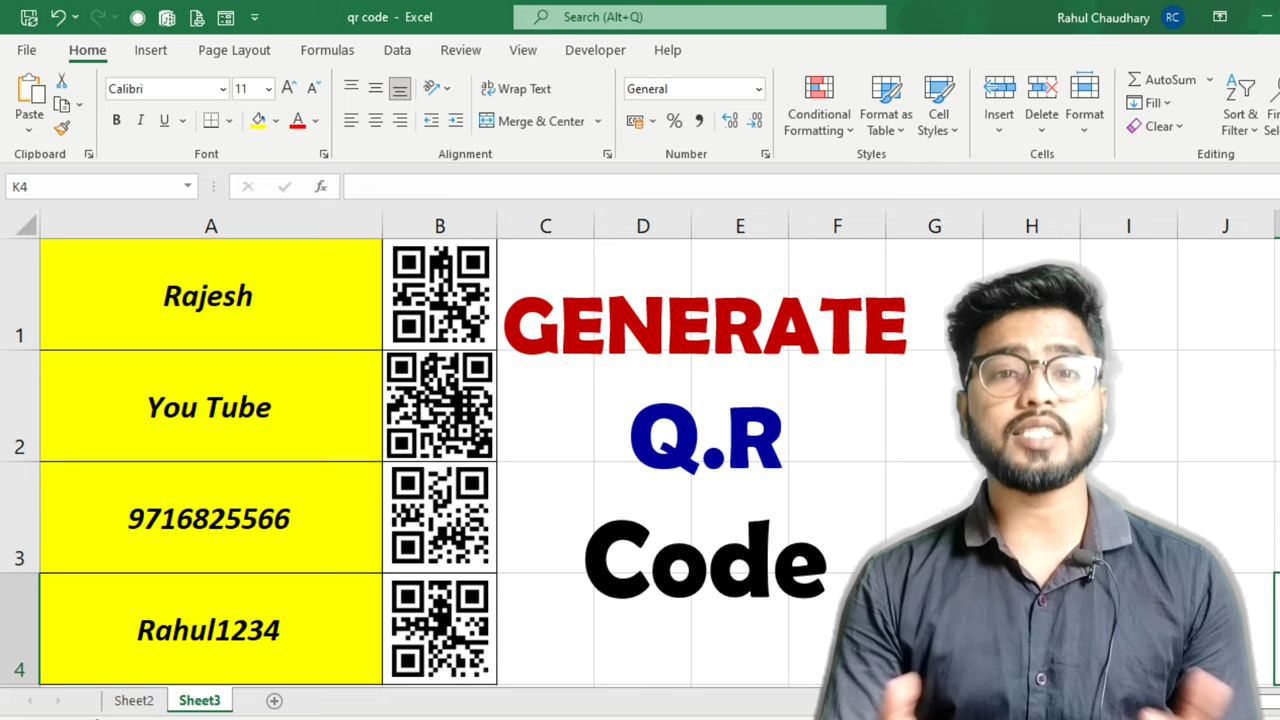 qr code - Excel
Search (Alt+Q)
Rahul Chaudhary RC
File Home Insert Page Layout Formulas Data Review View Developer Help
Paste
Clipboard
Calibri 11
B I U
Font
Wrap Text
Merge & Center
Alignment
General
Number
Conditional Formatting
Format as Table
Cell Styles
Styles
Insert Delete Format
Cells
AutoSum
Fill
Clear
Sort & Filter
Editing
K4
fx
A B C D E F G H I J
1 Rajesh
2 You Tube
3 9716825566
4 Rahul1234
GENERATE
Q.R
Code
Sheet2 Sheet3